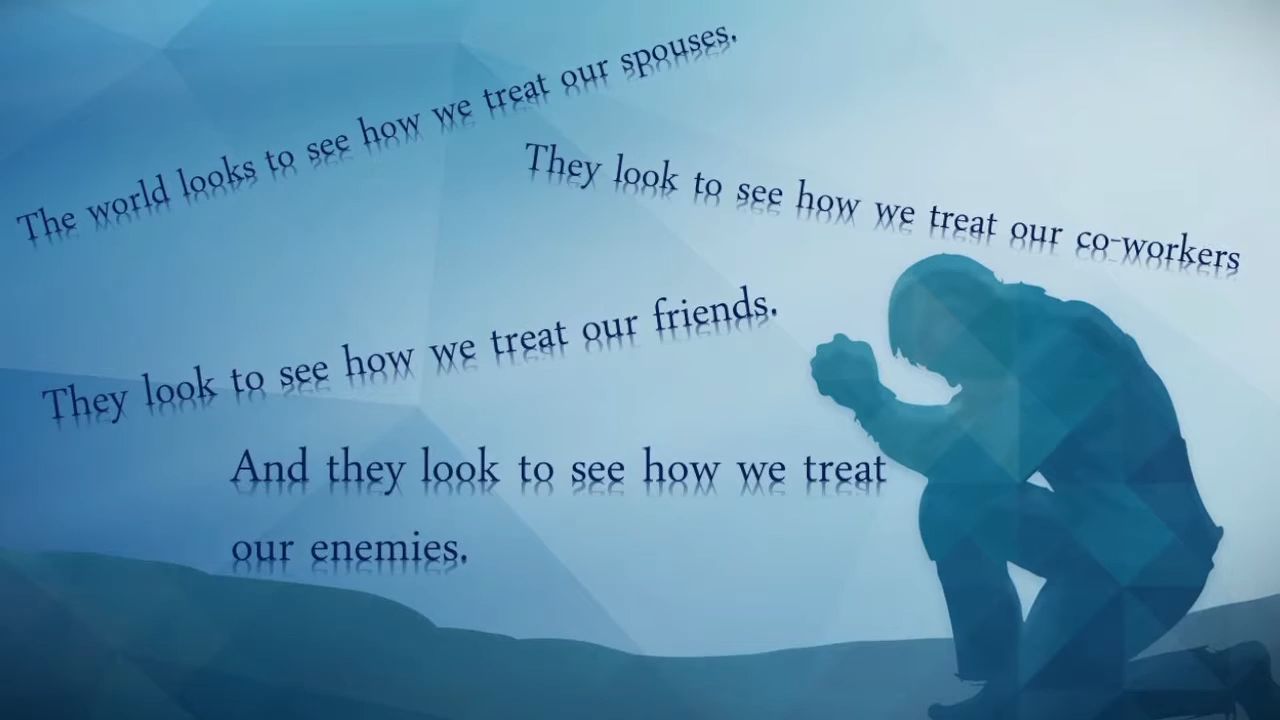 The world looks to see how we treat our spouses.
They look to see how we treat our co-workers
They look to see how we treat our friends.
And they look to see how we treat
our enemies.